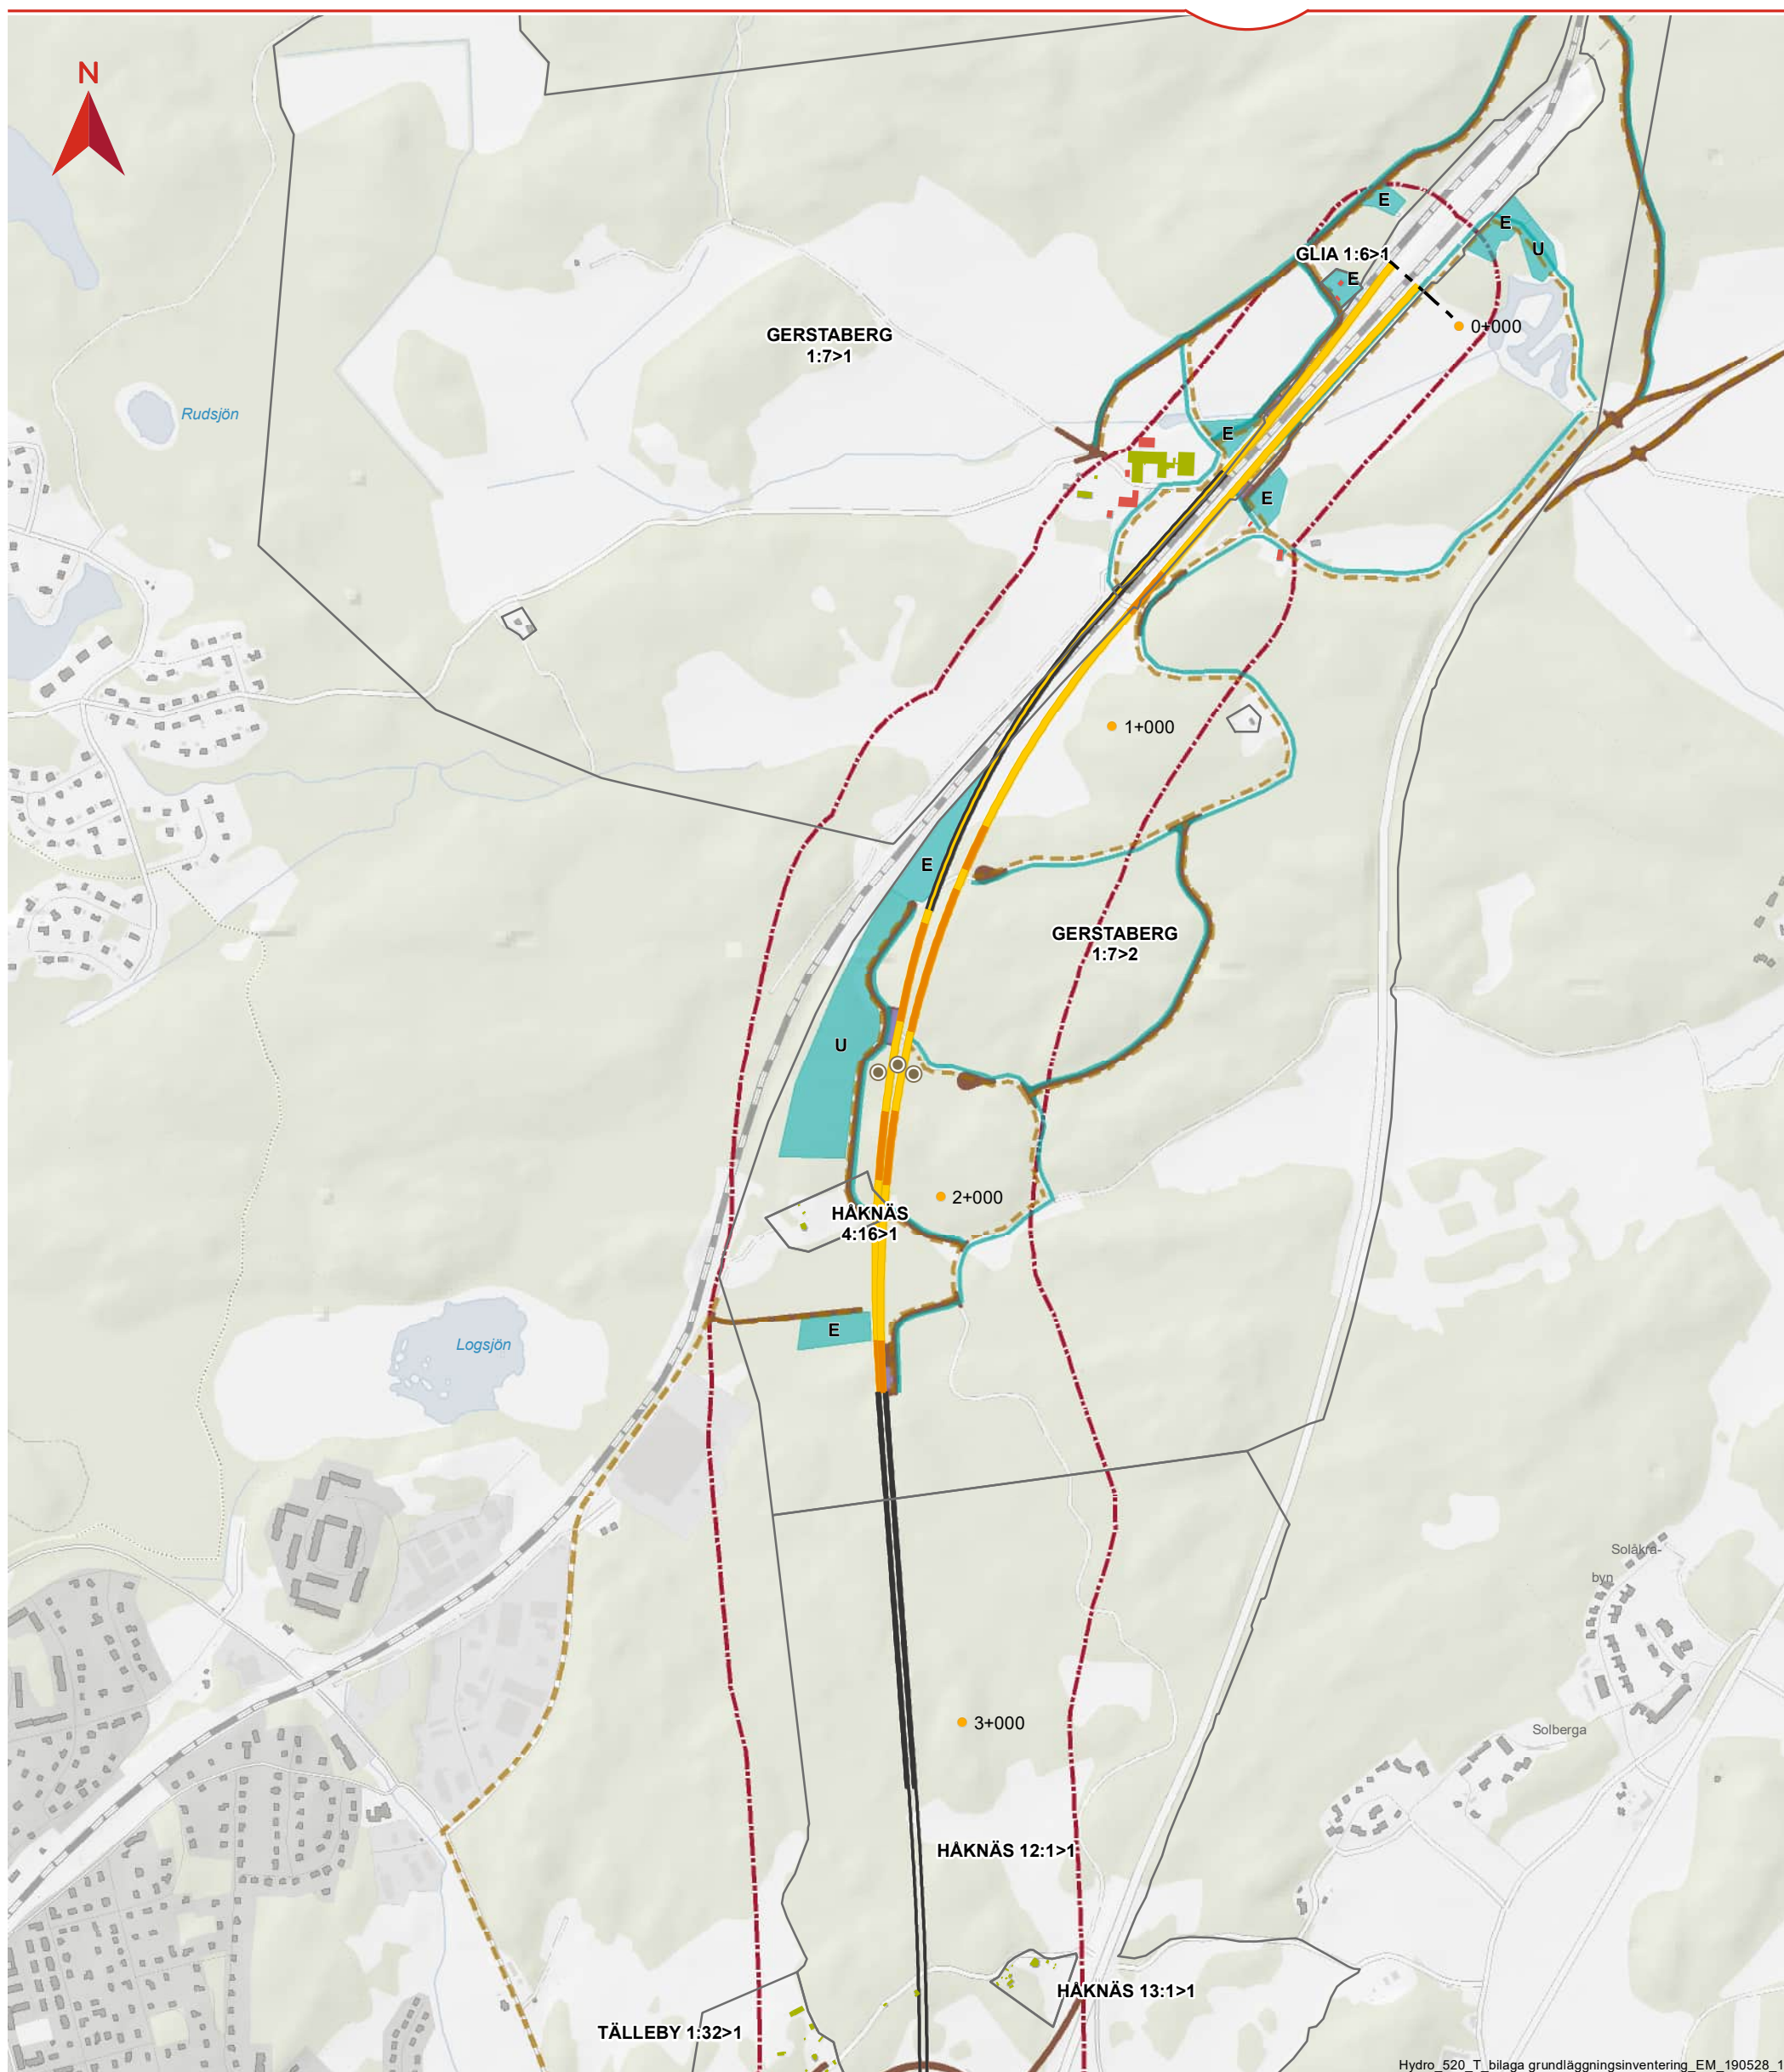 N
E
E
U
GLIA 1:6>1
E
0+000
GERSTABERG
1:7>1
Rudsjön
E
E
1+000
E
GERSTABERG
1:7>2
U
2+000
HÅKNÄS
4:16>1
E
Logsjön
Solåkra-
byn
3+000
Solberga
HÅKNÄS 12:1>1
HÅKNÄS 13:1>1
TÄLLEBY 1:32>1
Hydro_520_T_bilaga grundläggningsinventering_EM_190528_1